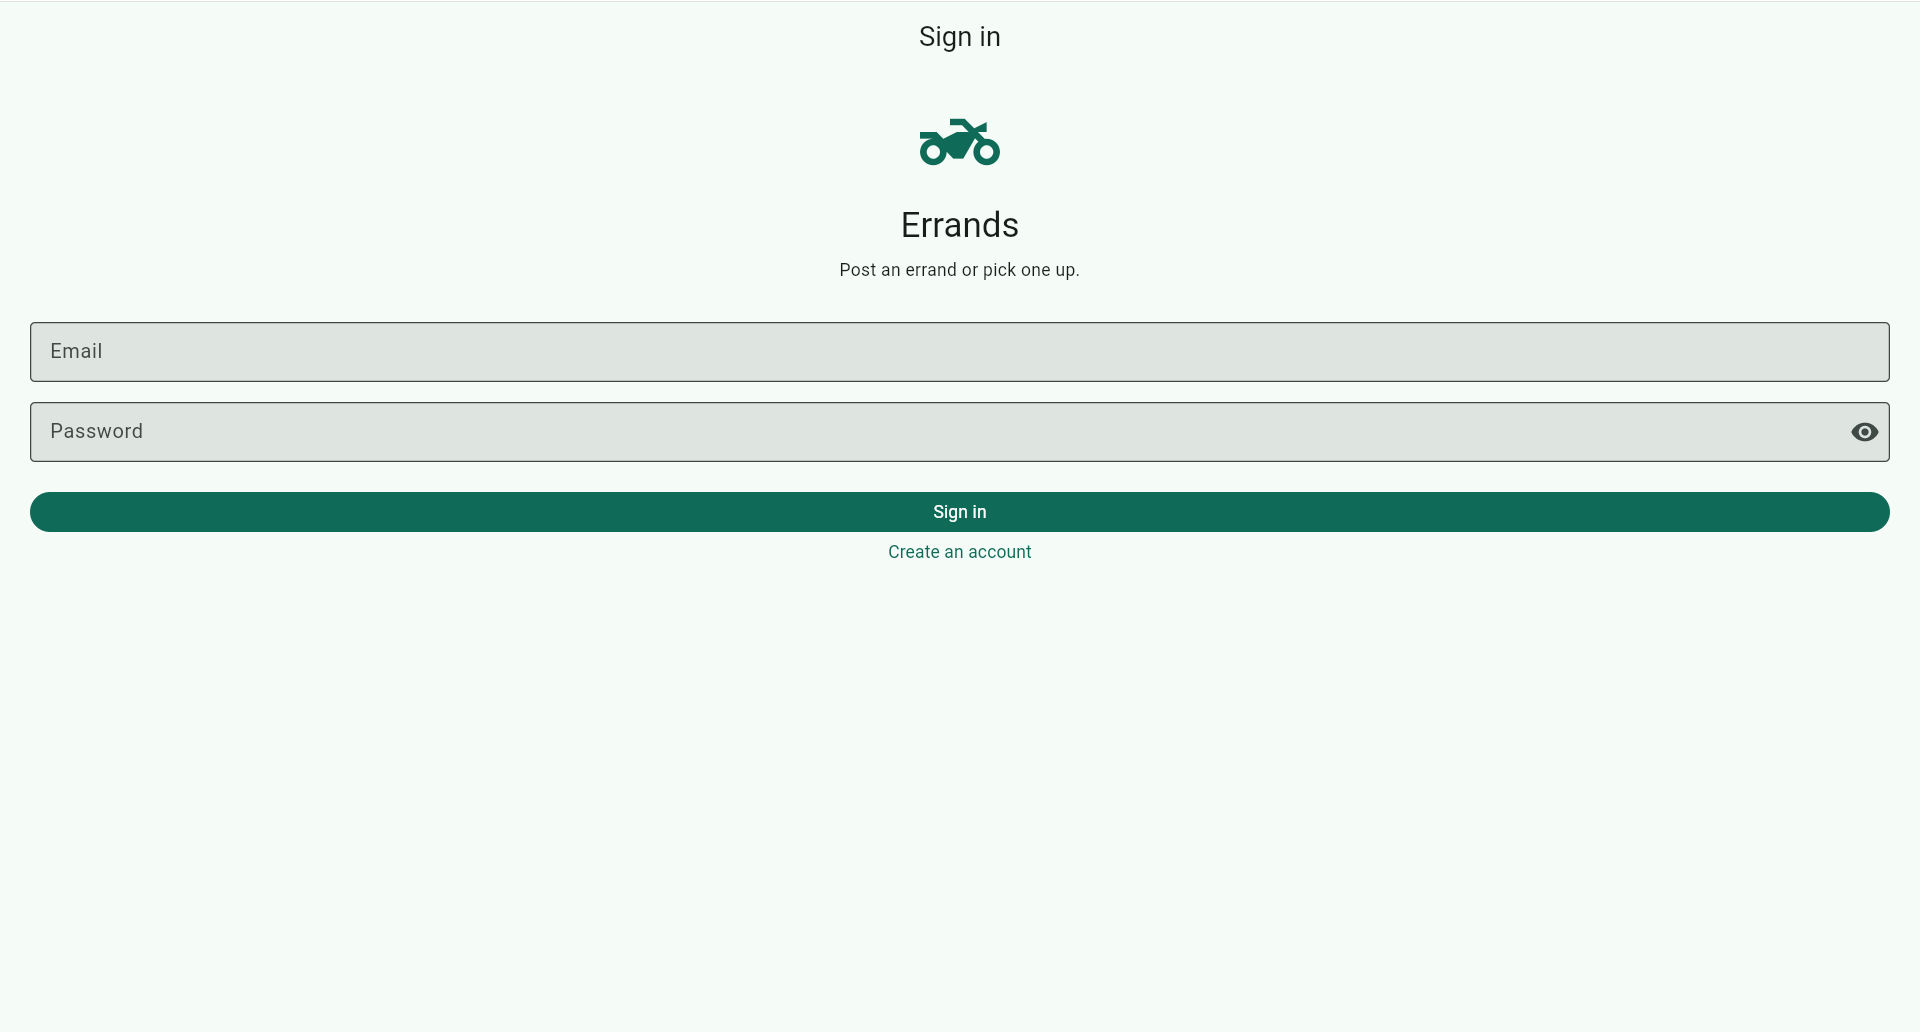 Sign in
Errands
Post an errand or pick one up.
Email
Password
Sign in
Create an account